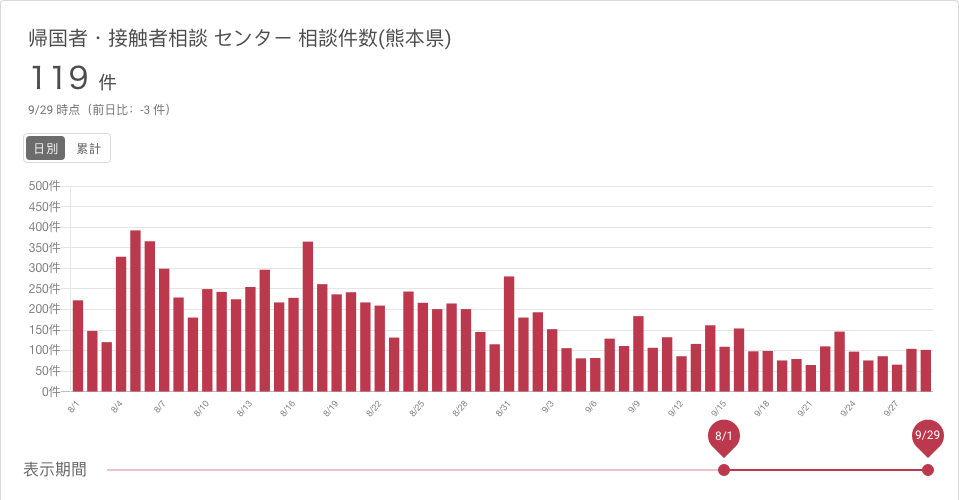 帰国者・接触者相談 センター 相談件数(熊本県)
119 件
9/29 時点（前日比： -3 件）
日別 累計
500件
450件
400件
350件
300件
250件
200件
150件
100件
50件
0件
8/1 8/4 8/7 8/10 8/13 8/16 8/19 8/22 8/25 8/28 8/31 9/3 9/6 9/9 9/12 9/15 9/18 9/21 9/24 9/27
8/1 9/29
表示期間